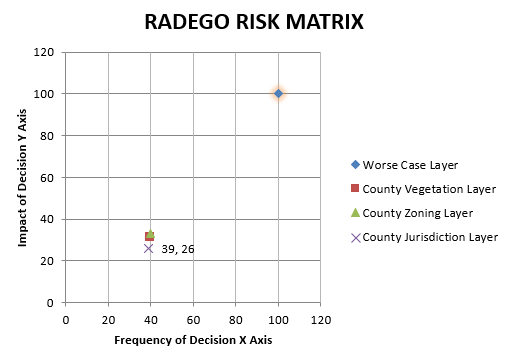 RADEGO RISK MATRIX
Impact of Decision Y Axis
120
100
80
60
40
20
0
39, 26
0 20 40 60 80 100 120
Frequency of Decision X Axis
Worse Case Layer
County Vegetation Layer
County Zoning Layer
County Jurisdiction Layer